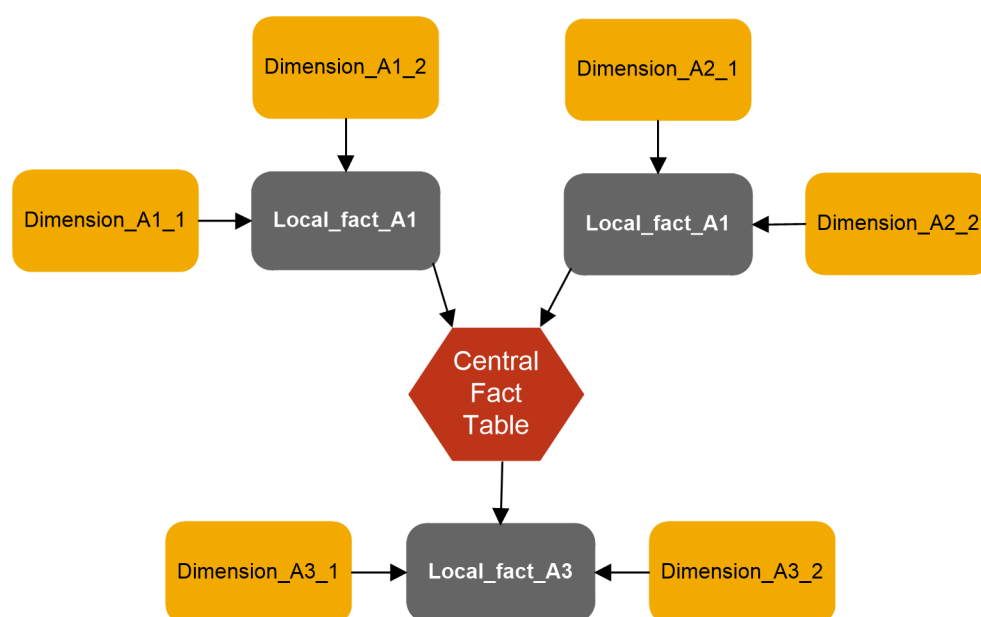 Dimension_A1_2
Dimension_A2_1
Dimension_A1_1
Local_fact_A1
Local_fact_A1
Dimension_A2_2
Central
Fact
Table
Dimension_A3_1
Local_fact_A3
Dimension_A3_2